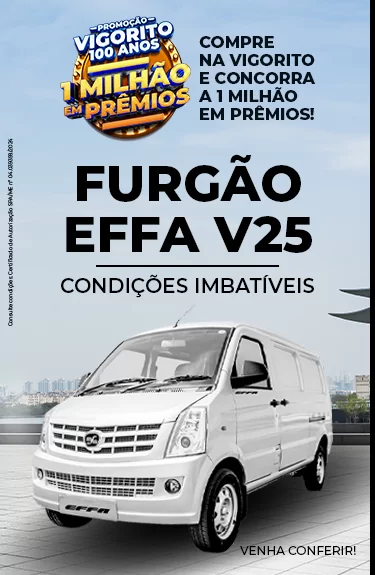 PROMOÇÃO
VIGORITO
100 ANOS
1 MILHÃO
EM PRÊMIOS
COMPRE
NA VIGORITO
E CONCORRA
A 1 MILHÃO
EM PRÊMIOS!
FURGÃO
EFFA V25
CONDIÇÕES IMBATÍVEIS
EFFA
VENHA CONFERIR!